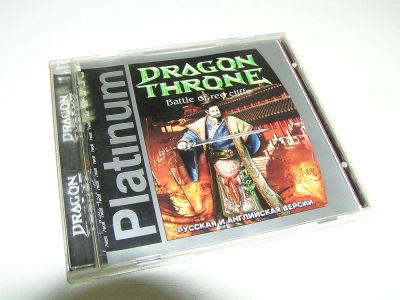 DRAGON
THRONE
Battle of red cliffs
Platinum
РУССКАЯ И АНГЛИЙСКАЯ ВЕРСИИ
DRAGON
DRAGON